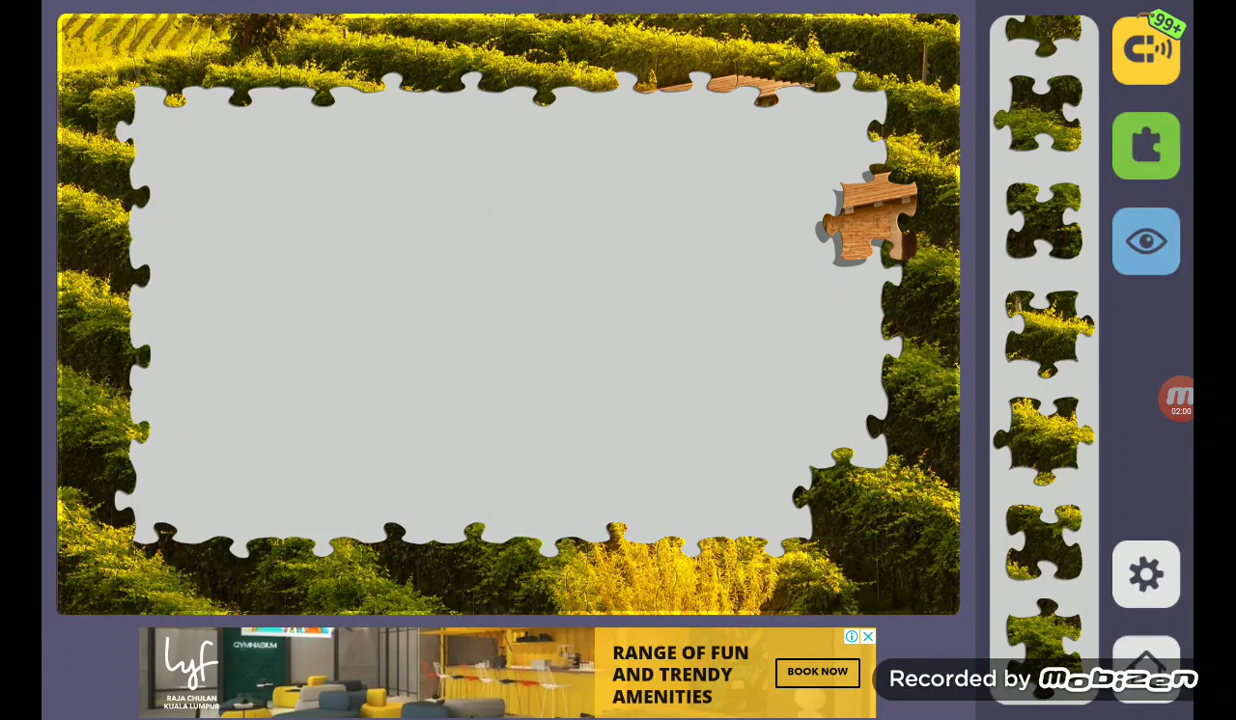 99+
02:00
GYMNASIUM
lyf
RAJA CHULAN
KUALA LUMPUR
RANGE OF FUN
AND TRENDY
AMENITIES
BOOK NOW
Recorded by mobizen